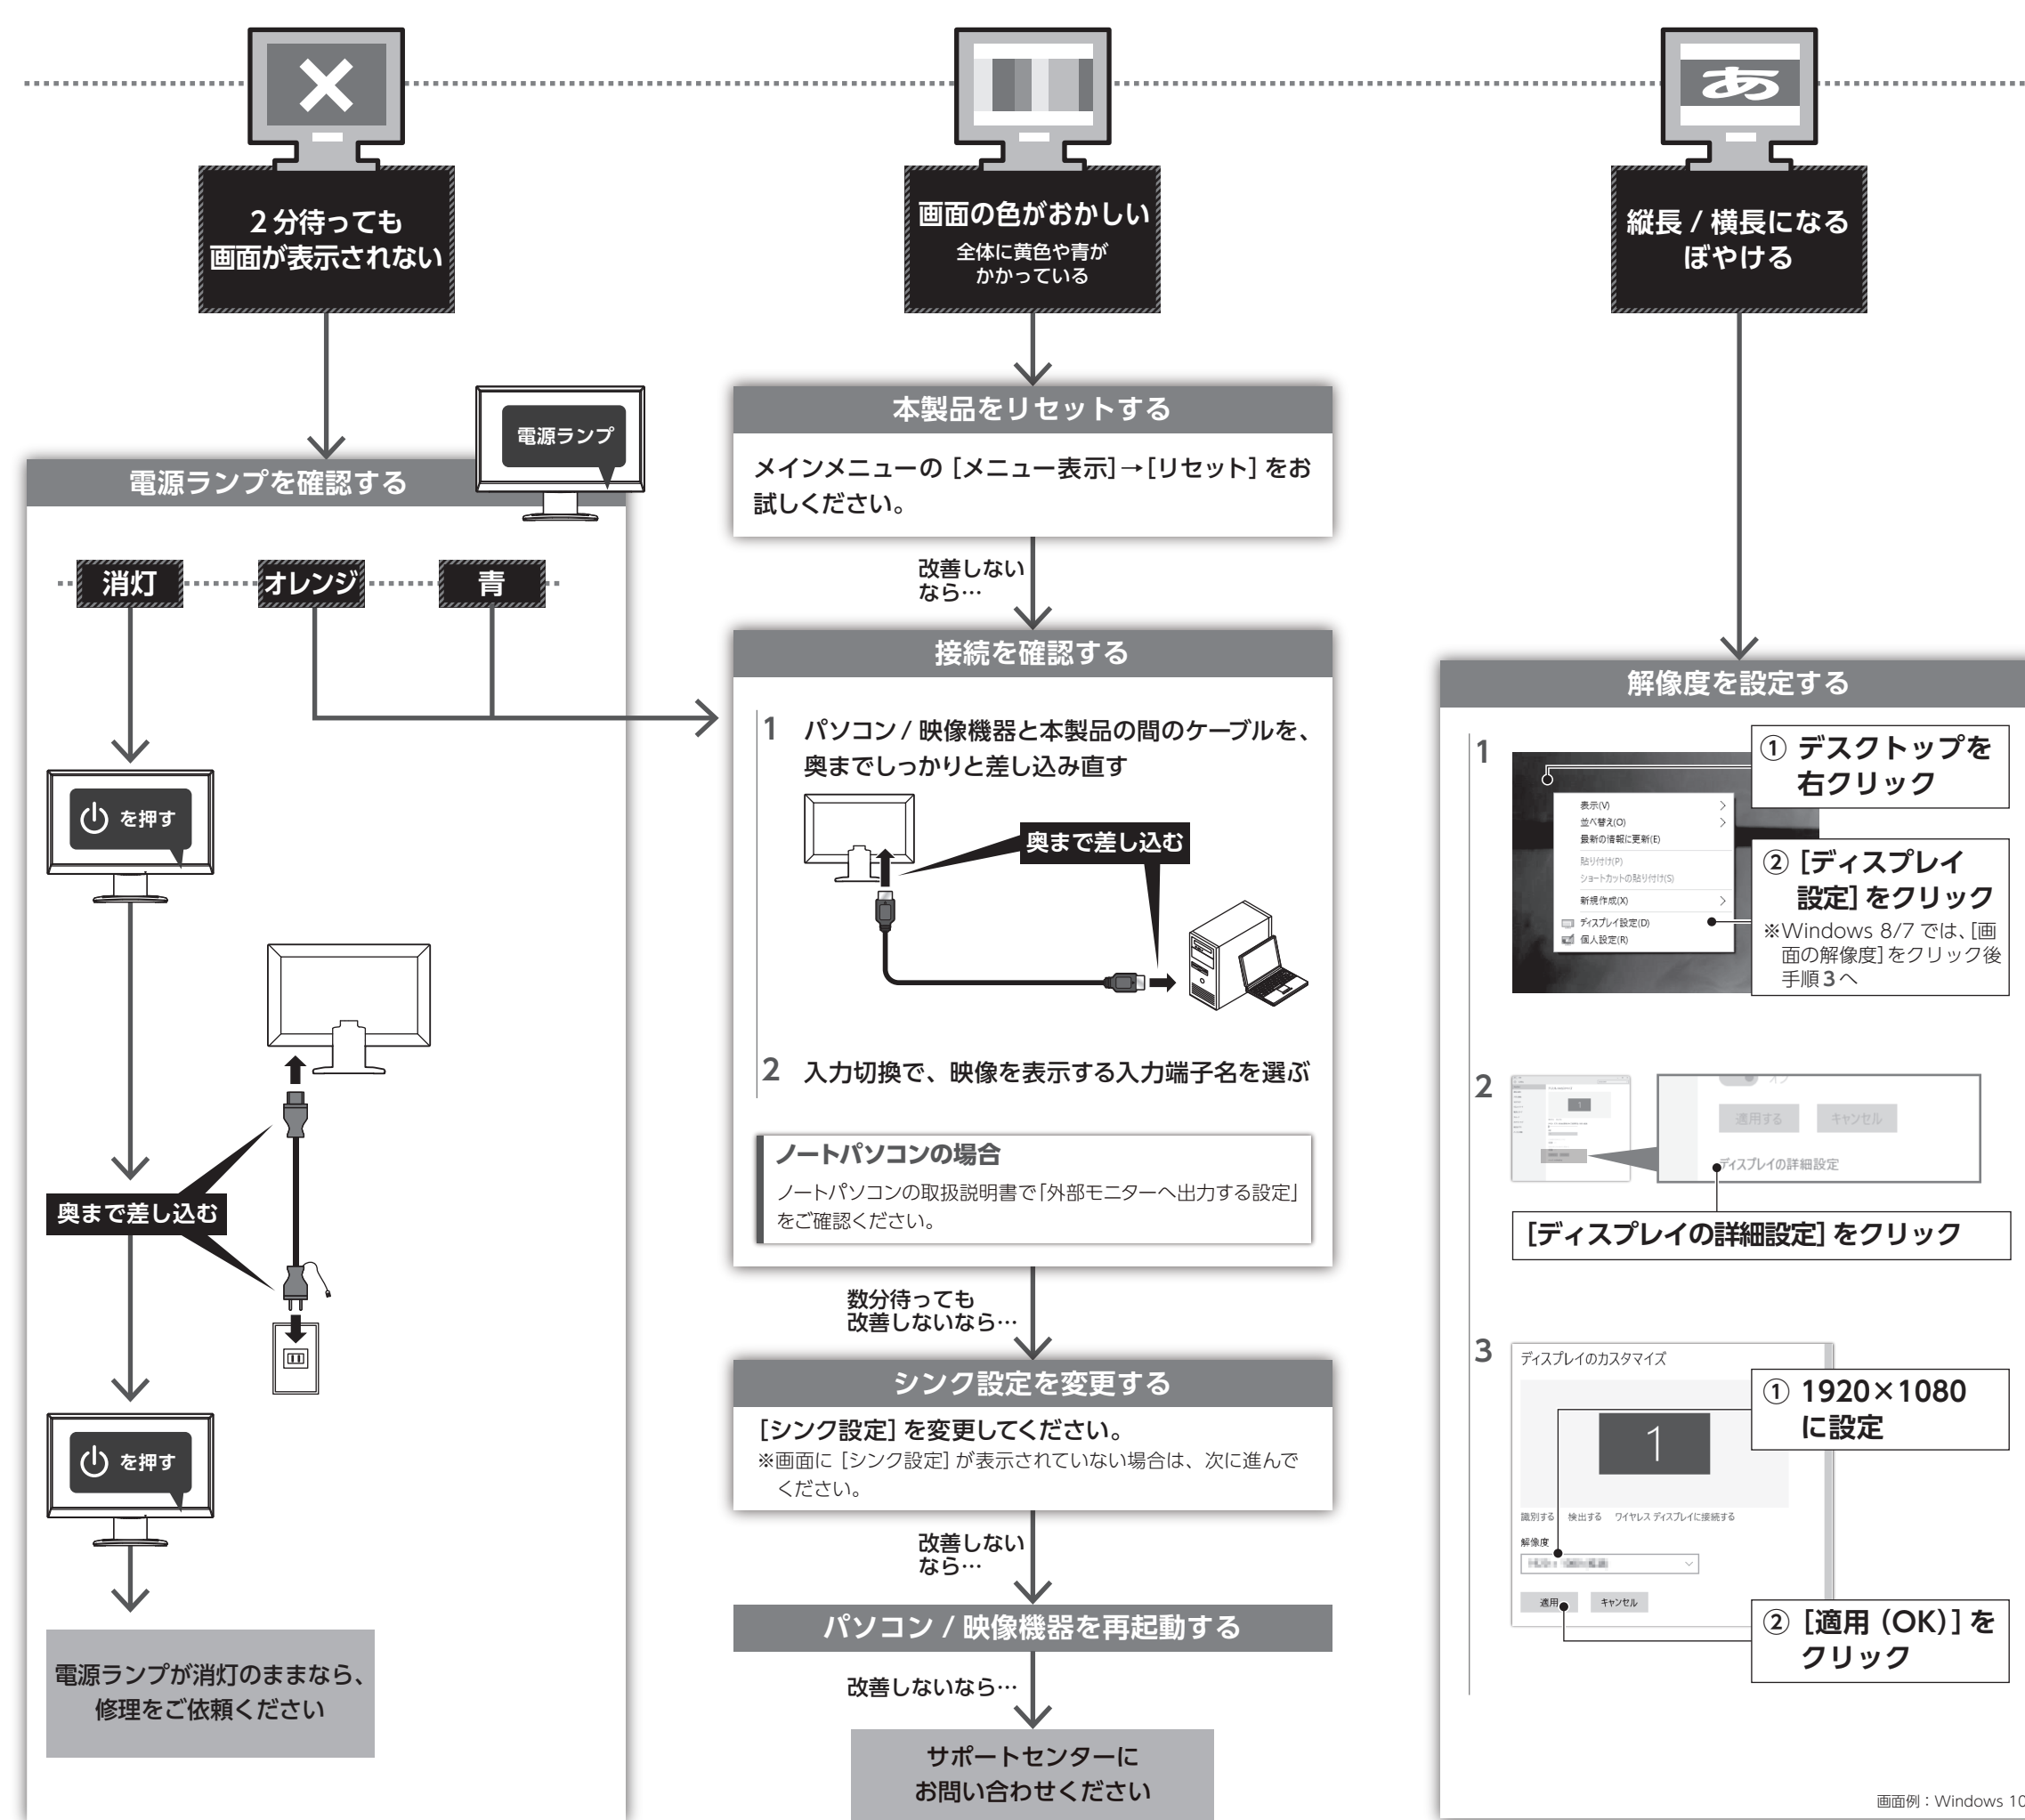 2分待っても
画面が表示されない
電源ランプ
電源ランプを確認する
消灯
オレンジ
青
を押す
奥まで差し込む
を押す
電源ランプが消灯のままなら、
修理をご依頼ください
画面の色がおかしい
全体に黄色や青が
かかっている
本製品をリセットする
メインメニューの［メニュー表示］→［リセット］をお
試しください。
改善しない
なら…
接続を確認する
1 パソコン / 映像機器と本製品の間のケーブルを、
奥までしっかりと差し込み直す
奥まで差し込む
2 入力切換で、映像を表示する入力端子名を選ぶ
ノートパソコンの場合
ノートパソコンの取扱説明書で「外部モニターへ出力する設定」
をご確認ください。
数分待っても
改善しないなら…
シンク設定を変更する
［シンク設定］を変更してください。
※画面に［シンク設定］が表示されていない場合は、次に進んで
ください。
改善しない
なら…
パソコン / 映像機器を再起動する
改善しないなら…
サポートセンターに
お問い合わせください
あ
縦長 / 横長になる
ぼやける
解像度を設定する
1
① デスクトップを
右クリック
表示(V)
並べ替え(O)
最新の情報に更新(E)
貼り付け(P)
ショートカットの貼り付け(S)
新規作成(X)
ディスプレイ設定(D)
個人設定(R)
② ［ディスプレイ
設定］をクリック
※Windows 8/7 では、［画
面の解像度］をクリック後
手順3へ
2
1
オフ
適用する キャンセル
ディスプレイの詳細設定
［ディスプレイの詳細設定］をクリック
3
ディスプレイのカスタマイズ
1
① 1920×1080
に設定
識別する 検出する ワイヤレス ディスプレイに接続する
解像度
適用 キャンセル
② ［適用（OK）］を
クリック
画面例：Windows 10